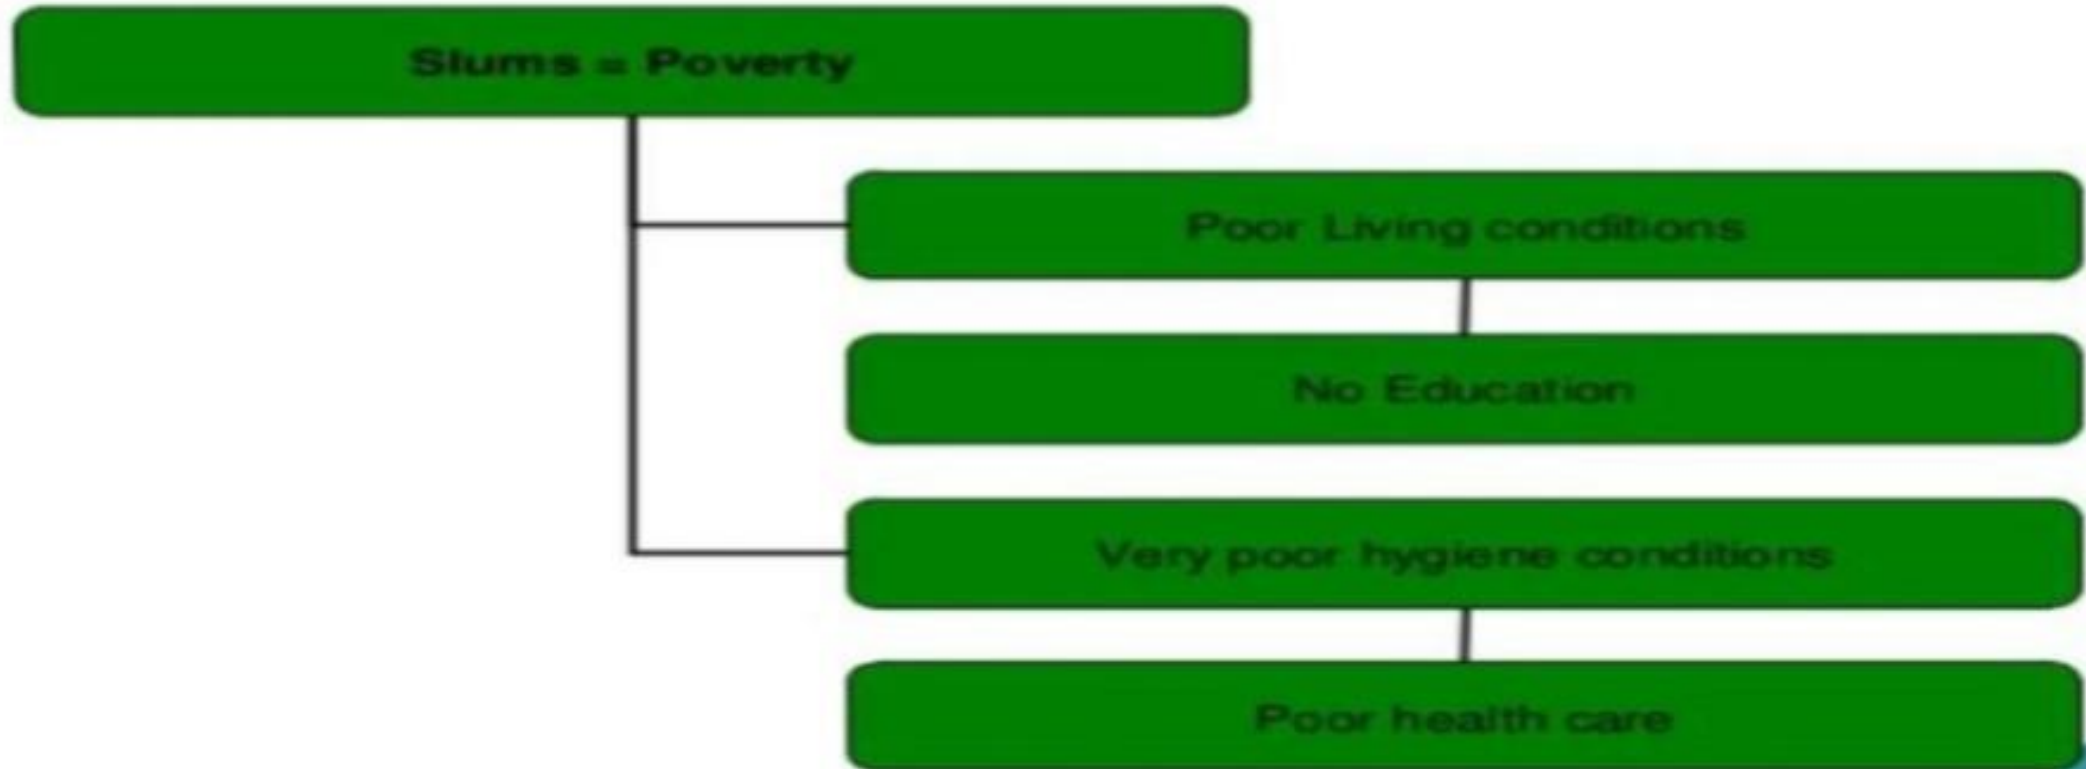 Slums = Poverty
Poor Living conditions
No Education
Very poor hygiene conditions
Poor health care